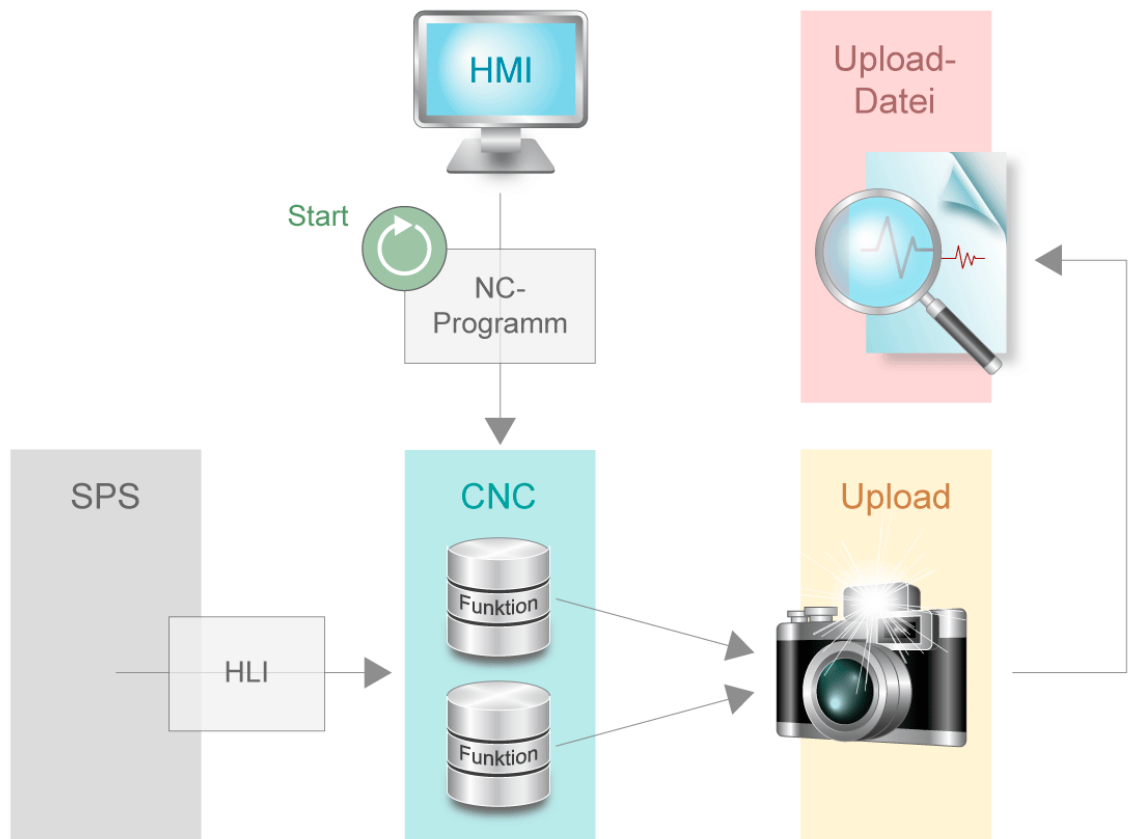 HMI
Upload-
Datei
Start
NC-
Programm
SPS
CNC
Upload
Funktion
HLI
Funktion